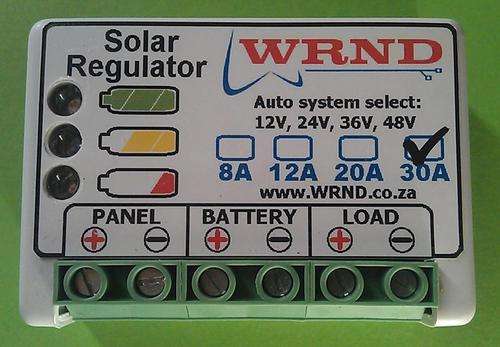 Solar
Regulator
WRND
Auto system select:
12V, 24V, 36V, 48V
8A 12A 20A 30A
www.WRND.co.za
PANEL BATTERY LOAD
+ - + - + -